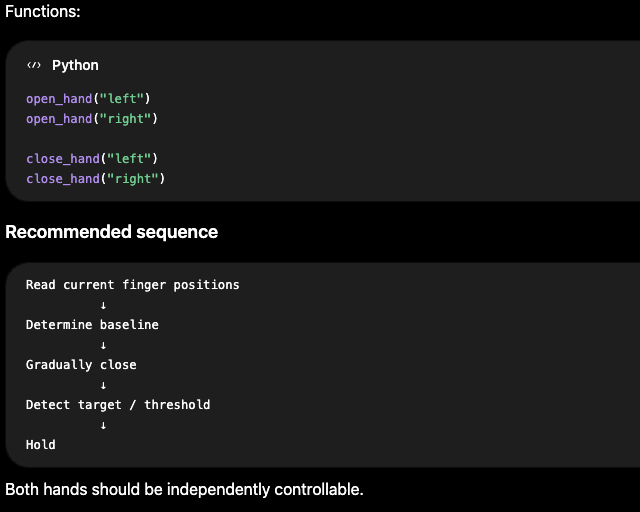 Functions:
Python
open_hand("left")
open_hand("right")
close_hand("left")
close_hand("right")
Recommended sequence
Read current finger positions
↓
Determine baseline
↓
Gradually close
↓
Detect target / threshold
↓
Hold
Both hands should be independently controllable.